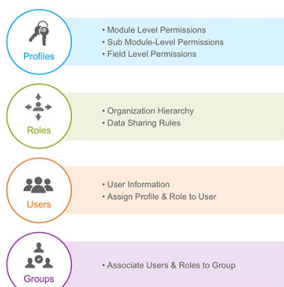 Profiles
• Module Level Permissions
• Sub Module-Level Permissions
• Field Level Permissions
Roles
• Organization Hierarchy
• Data Sharing Rules
Users
• User Information
• Assign Profile & Role to User
Groups
• Associate Users & Roles to Group